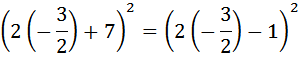 (2(−3/2)+7)² = (2(−3/2)−1)²